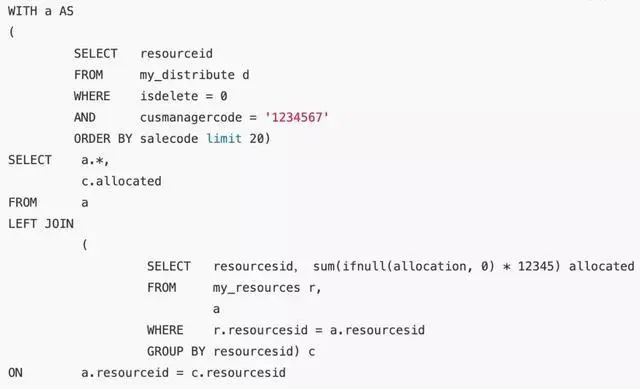 WITH a AS
(
SELECT resourceid
FROM my_distribute d
WHERE isdelete = 0
AND cusmanagercode = '1234567'
ORDER BY salecode limit 20)
SELECT a.*,
c.allocated
FROM a
LEFT JOIN
(
SELECT resourcesid, sum(ifnull(allocation, 0) * 12345) allocated
FROM my_resources r,
a
WHERE r.resourcesid = a.resourcesid
GROUP BY resourcesid) c
ON a.resourceid = c.resourcesid